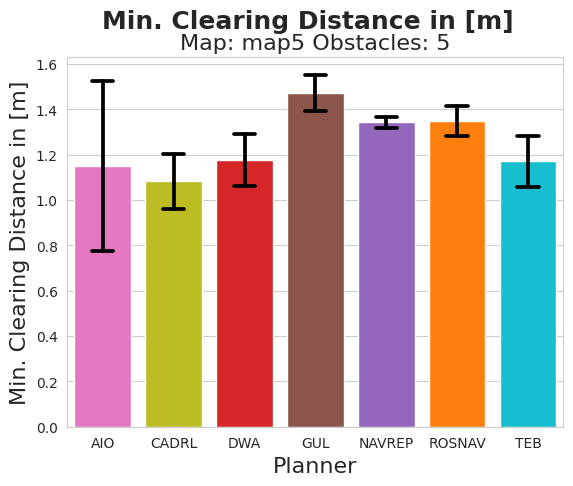 Min. Clearing Distance in [m]
Map: map5 Obstacles: 5
Min. Clearing Distance in [m]
1.6
1.4
1.2
1.0
0.8
0.6
0.4
0.2
0.0
AIO CADRL DWA GUL NAVREP ROSNAV TEB
Planner